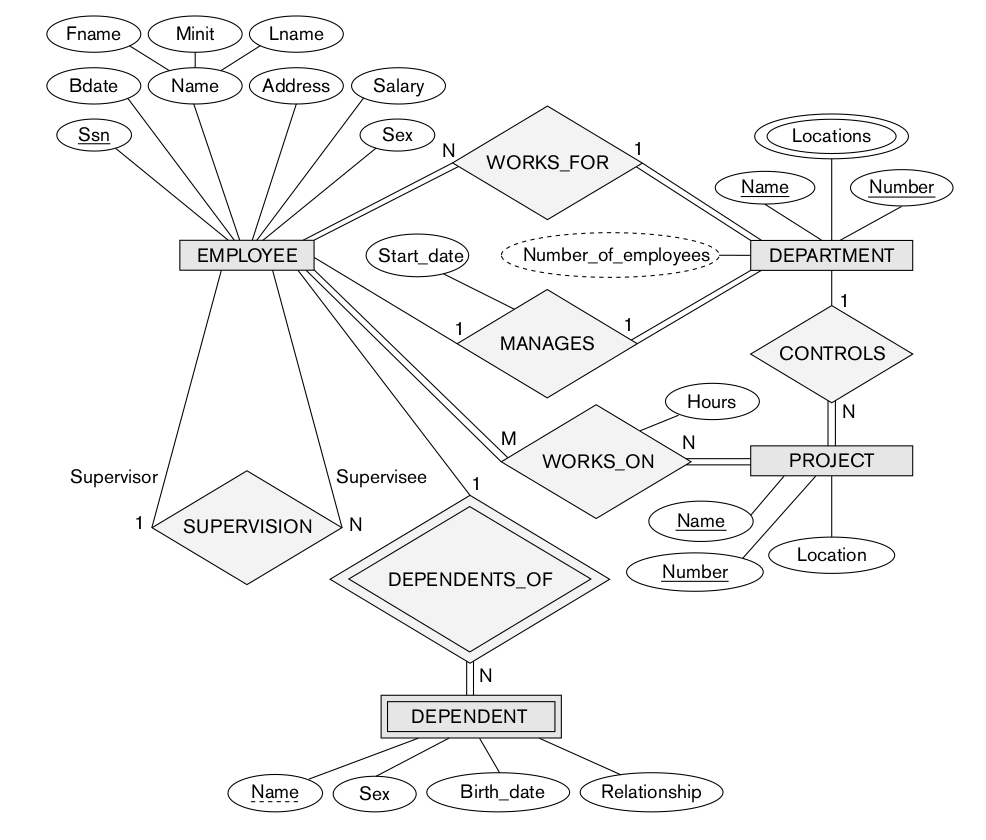 Fname
Minit
Lname
Bdate
Name
Address
Salary
Ssn
Sex
N
WORKS_FOR
1
Locations
Name
Number
EMPLOYEE
Start_date
Number_of_employees
DEPARTMENT
1
MANAGES
1
1
CONTROLS
N
Hours
M
WORKS_ON
N
PROJECT
Supervisor
Supervisee
1
SUPERVISION
N
1
Name
Number
Location
DEPENDENTS_OF
N
DEPENDENT
Name
Sex
Birth_date
Relationship